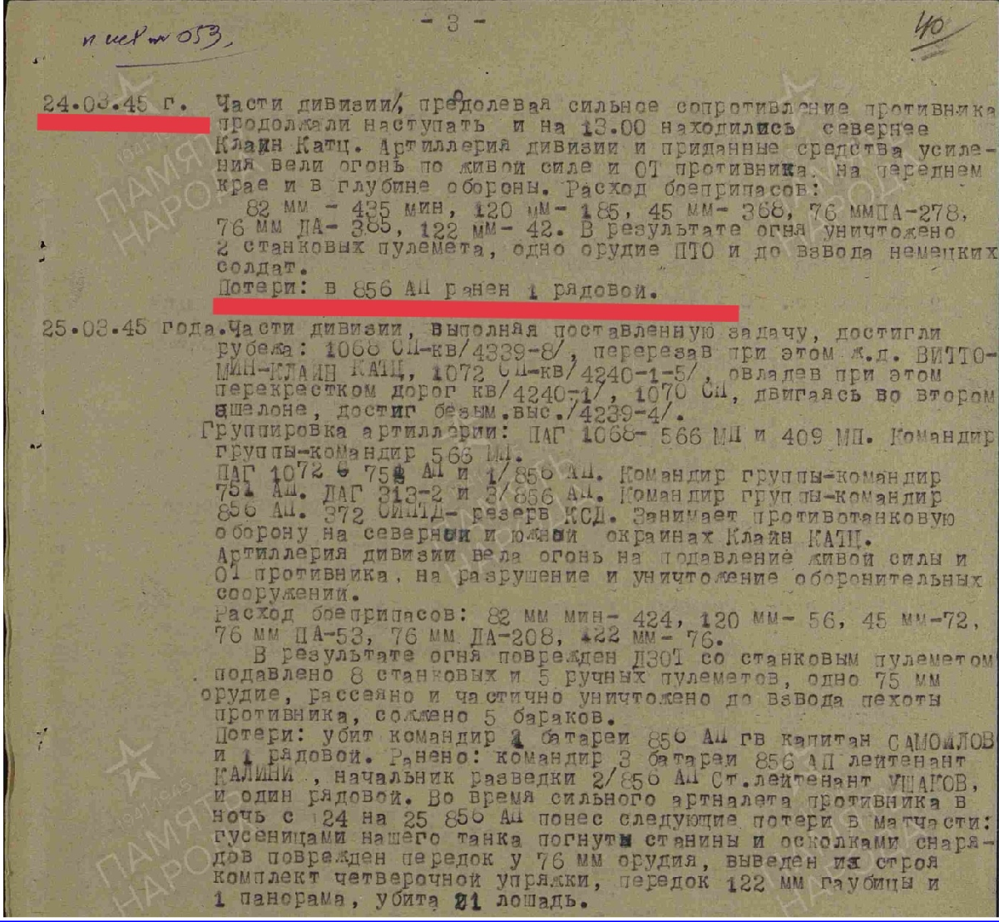 - 3 -
053,
40
24.03.45 г. Части дивизии/, преодолевая сильное сопротивление противника
продолжали наступать и на 13.00 находились севернее
Клайн Катц. Артиллерия дивизии и приданные средства усиле-
ния вели огонь по живой силе и ОТ противника, на переднем
крае и в глубине обороны. Расход боеприпасов:
82 мм - 435 мин, 120 мм- 185, 45 мм- 368, 76 ммПА-278,
76 мм ДА- 385, 122 мм- 42. В результате огня уничтожено
2 станковых пулемета, одно орудие ПТО и до взвода немецких
солдат.
Потери: в 856 АП ранен 1 рядовой.
25.03.45 года.Части дивизии, выполняя поставленную задачу, достигли
рубежа: 1068 СП-кв/4339-8/, перерезав при этом ж.д. ВИТТО-
МИН-КЛАЙН КАТЦ, 1072 СП-кв/4240-1-5/, овладев при этом
перекрестком дорог кв/4240-1/, 1070 СП, двигаясь во втором
эшелоне, достиг безым.выс./4239-4/.
Группировка артиллерии: ПАГ 1068- 566 МП и 409 МП. Командир
группы-командир 566 МП.
ПАГ 1072 6 751 АП и 1/856 АП. Командир группы-командир
751 АП. ДАГ 313-2 и 3/856 АП. Командир группы-командир
856 АП. 372 ОИПТД- резерв КСД. Занимает противотанковую
оборону на северной и южной окраинах Клайн КАТЦ.
Артиллерия дивизии вела огонь на подавление живой силы и
ОТ противника, на разрушение и уничтожение оборонительных
сооружений.
Расход боеприпасов: 82 мм мин- 424, 120 мм- 56, 45 мм-72,
76 мм ПА-53, 76 мм ДА-208, 122 мм- 76.
В результате огня поврежден ДЗОТ со станковым пулеметом
подавлено 8 станковых и 5 ручных пулеметов, одно 75 мм
орудие, рассеяно и частично уничтожено до взвода пехоты
противника, сожжено 5 бараков.
Потери: убит командир 1 батареи 856 АП гв капитан САМОЙЛОВ
и 1 рядовой. Ранено: командир 3 батареи 856 АП лейтенант
КАЛИНИ , начальник разведки 2/856 АП Ст.лейтенант УШАКОВ,
и один рядовой. Во время сильного артналета противника в
ночь с 24 на 25 856 АП понес следующие потери в матчасти:
гусеницами нашего танка погнуты станины и осколками снаря-
дов поврежден передок у 76 мм орудия, выведен из строя
комплект четверочной упряжки, передок 122 мм гаубицы и
1 панорама, убита 21 лошадь.